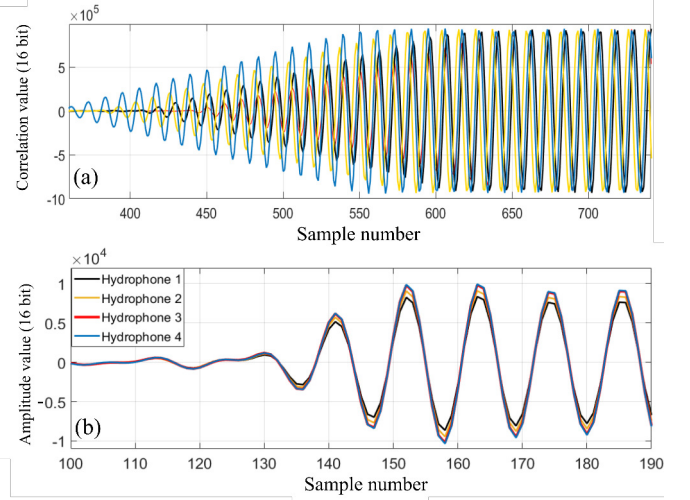 ×10⁵
Correlation value (16 bit)
5
0
-5
-10
(a)
400 450 500 550 600 650 700
Sample number
×10⁴
Amplitude value (16 bit)
1
0.5
0
-0.5
-1
Hydrophone 1
Hydrophone 2
Hydrophone 3
Hydrophone 4
(b)
100 110 120 130 140 150 160 170 180 190
Sample number